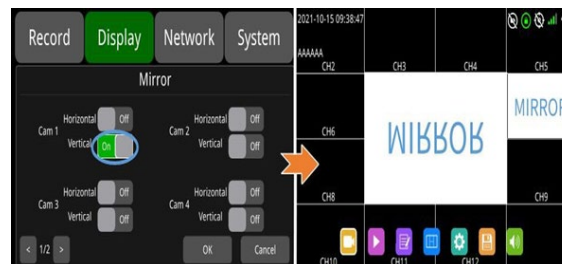 Record Display Network System
Mirror
Cam 1 Horizontal Off
Vertical On
Cam 2 Horizontal Off
Vertical Off
Cam 3 Horizontal Off
Vertical Off
Cam 4 Horizontal Off
Vertical Off
< 1/2 > OK Cancel
2021-10-15 09:38:47
AAAAAA
CH2 CH3 CH4 CH5
MIRROR
MIRROR
CH6
CH8 CH9
CH10 CH11 CH12